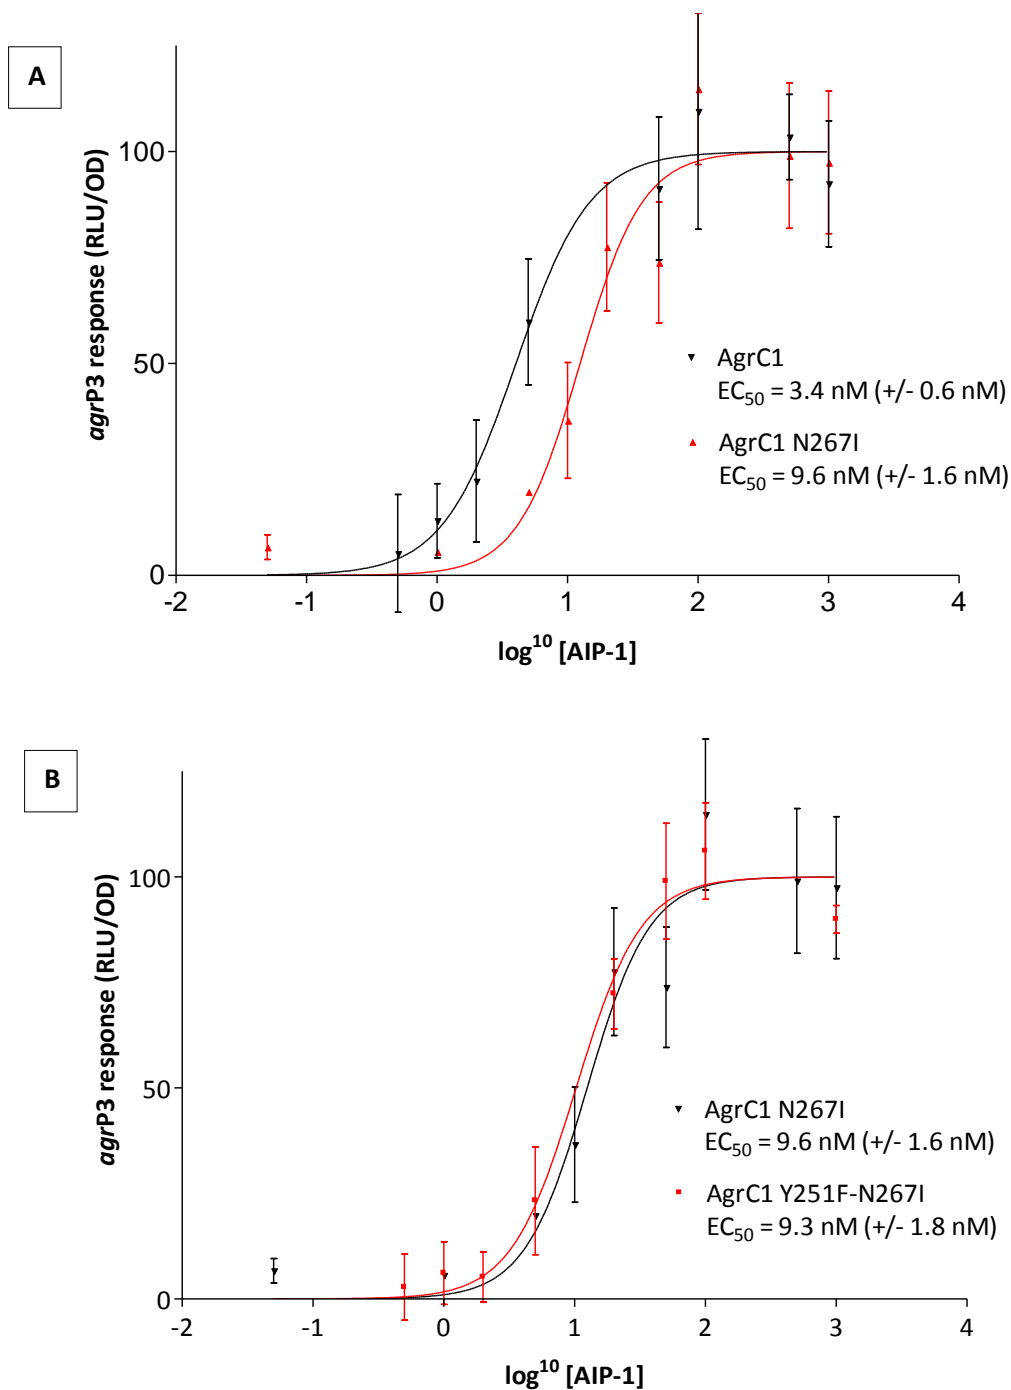 A
agrP3 response (RLU/OD)
100
50
0
-2 -1 0 1 2 3 4
log10 [AIP-1]
AgrC1
EC50 = 3.4 nM (+/- 0.6 nM)
AgrC1 N267I
EC50 = 9.6 nM (+/- 1.6 nM)
B
agrP3 response (RLU/OD)
100
50
0
-2 -1 0 1 2 3 4
log10 [AIP-1]
AgrC1 N267I
EC50 = 9.6 nM (+/- 1.6 nM)
AgrC1 Y251F-N267I
EC50 = 9.3 nM (+/- 1.8 nM)